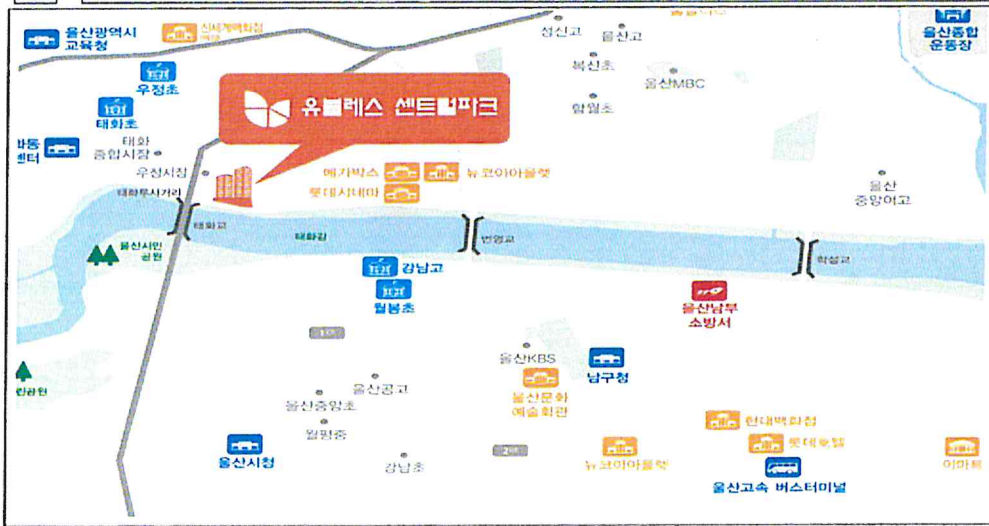 울산광역시
교육청
신세계백화점
성신고
울산고
울산종합
운동장
복산초
울산MBC
함월초
우정초
유블레스 센트럴파크
태화초
태화
종합시장
우정시장
메가박스
뉴코아아울렛
롯데시네마
울산
중앙여고
태화루사거리
태화교
태화강
번영교
학성교
울산시민
공원
강남고
월봉초
울산남부
소방서
울산KBS
남구청
울산공고
울산중앙초
월평중
울산문화
예술회관
현대백화점
롯데호텔
울산시청
강남초
뉴코아아울렛
이마트
울산고속 버스터미널